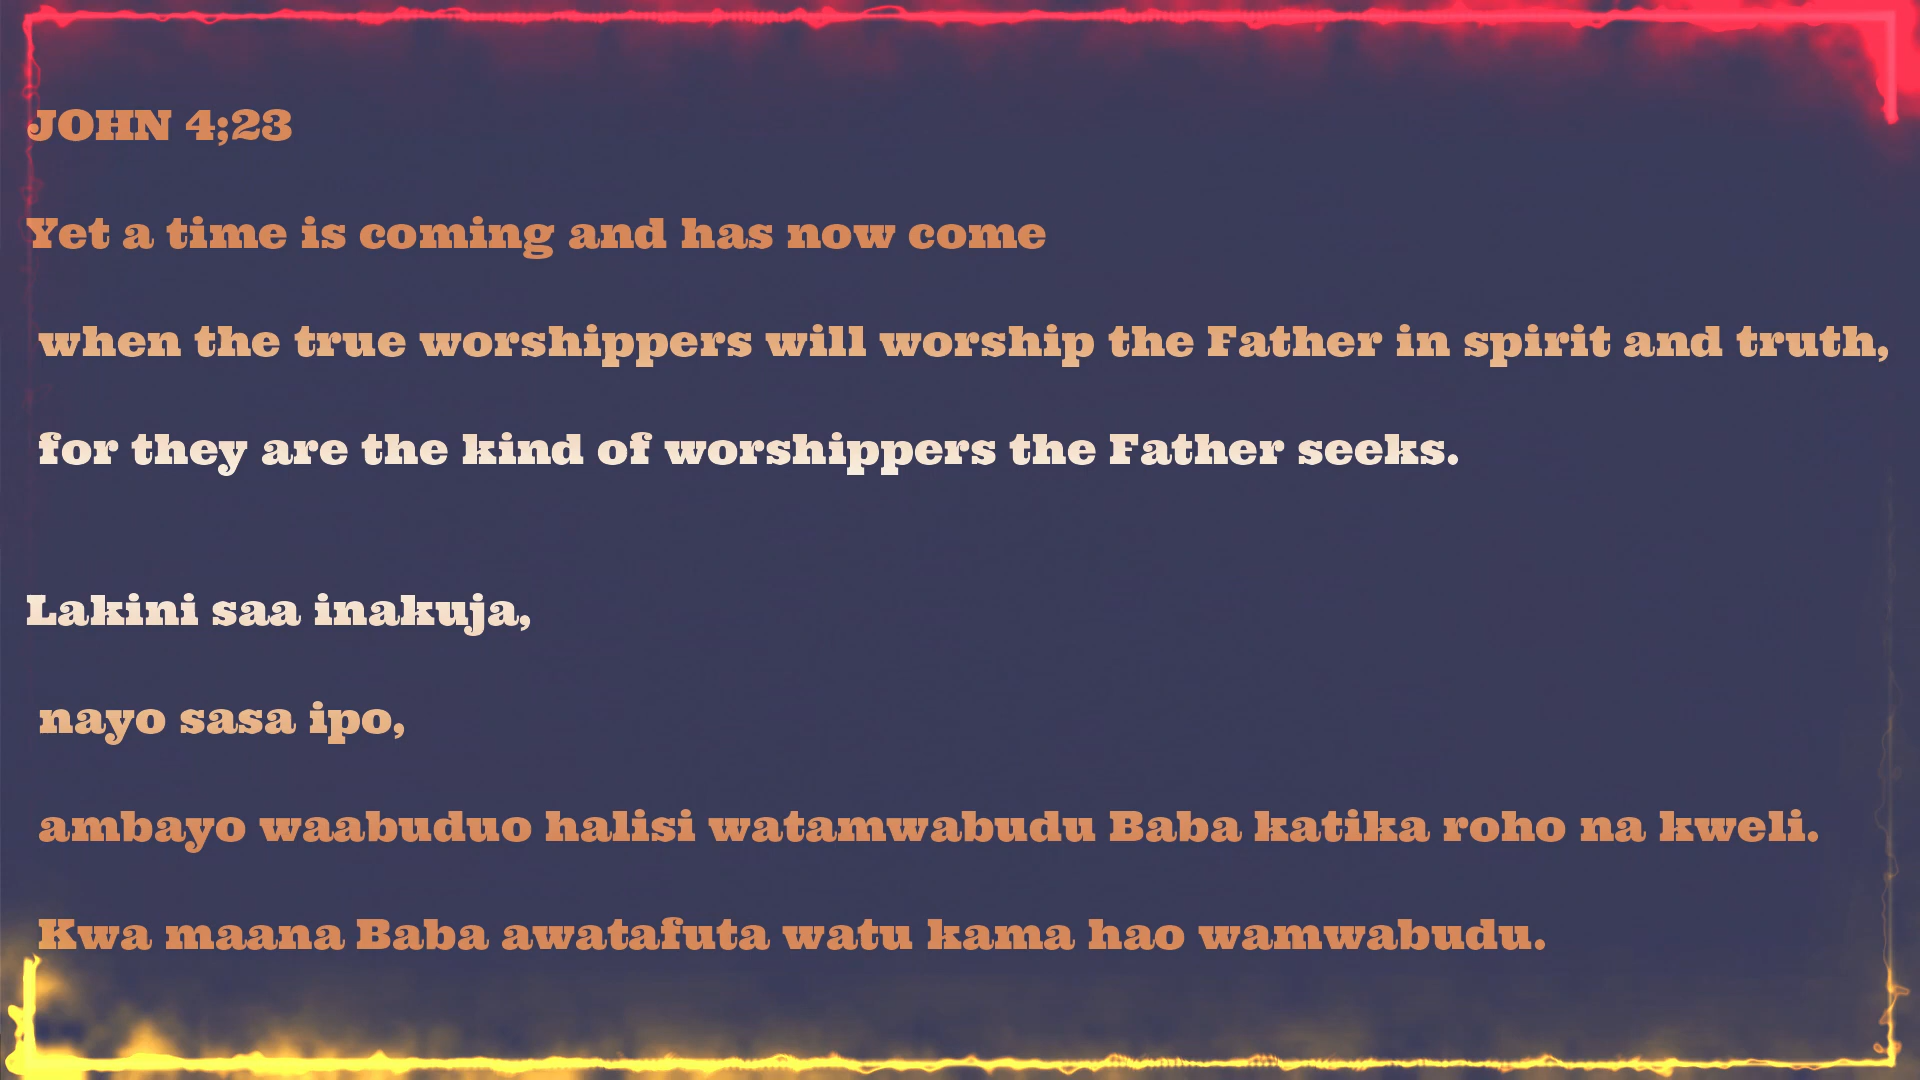 JOHN 4;23
Yet a time is coming and has now come
when the true worshippers will worship the Father in spirit and truth,
for they are the kind of worshippers the Father seeks.
Lakini saa inakuja,
nayo sasa ipo,
ambayo waabuduo halisi watamwabudu Baba katika roho na kweli.
Kwa maana Baba awatafuta watu kama hao wamwabudu.